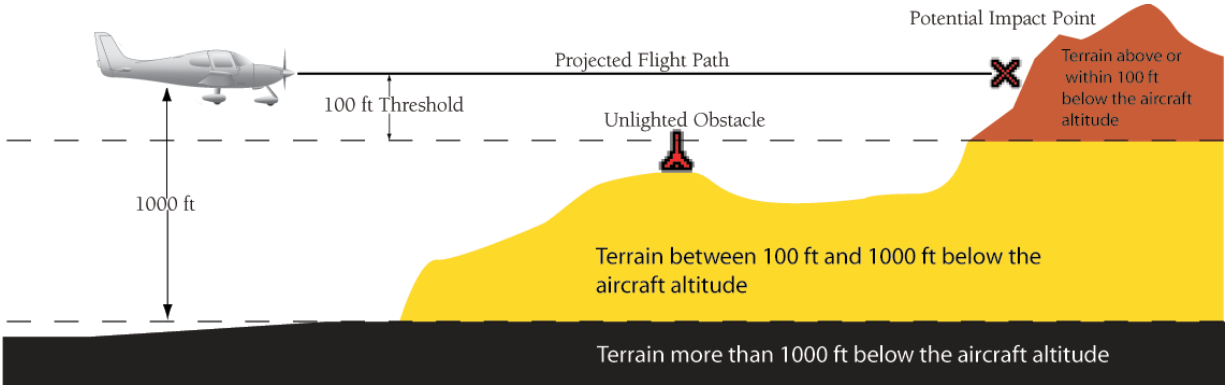 Potential Impact Point
Projected Flight Path
Terrain above or
within 100 ft
below the aircraft
altitude
100 ft Threshold
Unlighted Obstacle
1000 ft
Terrain between 100 ft and 1000 ft below the
aircraft altitude
Terrain more than 1000 ft below the aircraft altitude